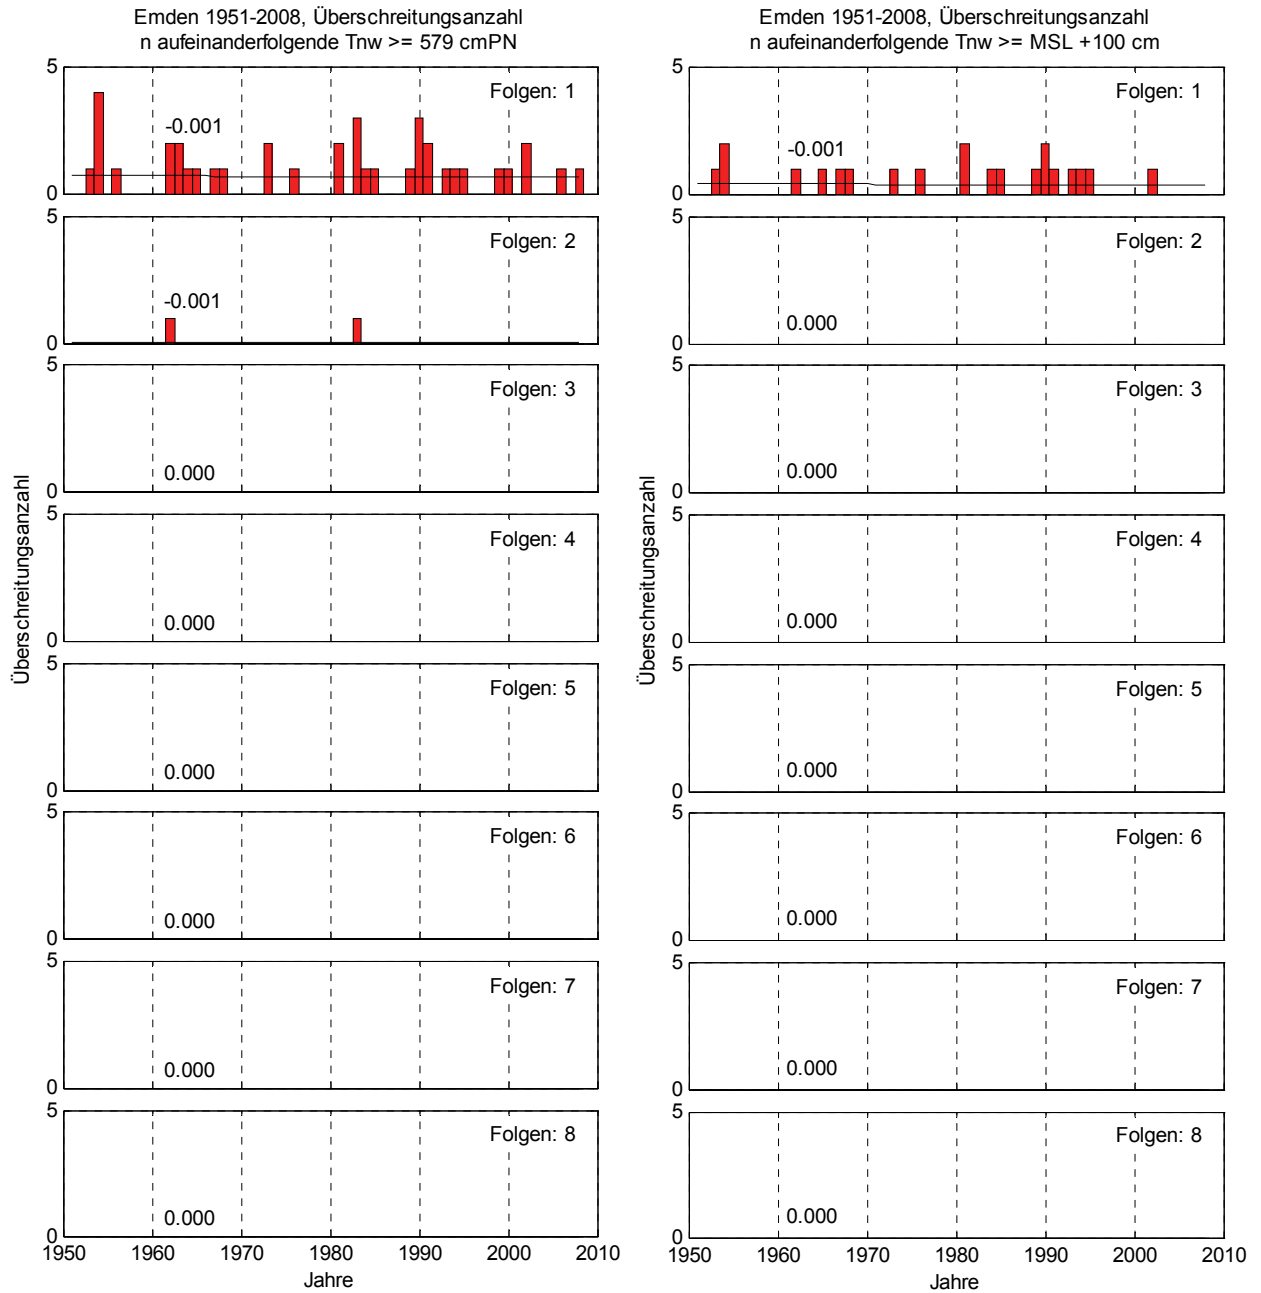 Emden 1951-2008, Überschreitungsanzahl
n aufeinanderfolgende Tnw >= 579 cmPN
5
Folgen: 1
-0.001
0
5
Folgen: 2
-0.001
0
5
Folgen: 3
0.000
0
5
Folgen: 4
0.000
0
5
Folgen: 5
0.000
0
5
Folgen: 6
0.000
0
5
Folgen: 7
0.000
0
5
Folgen: 8
0.000
0
1950 1960 1970 1980 1990 2000 2010
Jahre
Überschreitungsanzahl
Emden 1951-2008, Überschreitungsanzahl
n aufeinanderfolgende Tnw >= MSL +100 cm
5
Folgen: 1
-0.001
0
5
Folgen: 2
0.000
0
5
Folgen: 3
0.000
0
5
Folgen: 4
0.000
0
5
Folgen: 5
0.000
0
5
Folgen: 6
0.000
0
5
Folgen: 7
0.000
0
5
Folgen: 8
0.000
0
1950 1960 1970 1980 1990 2000 2010
Jahre
Überschreitungsanzahl